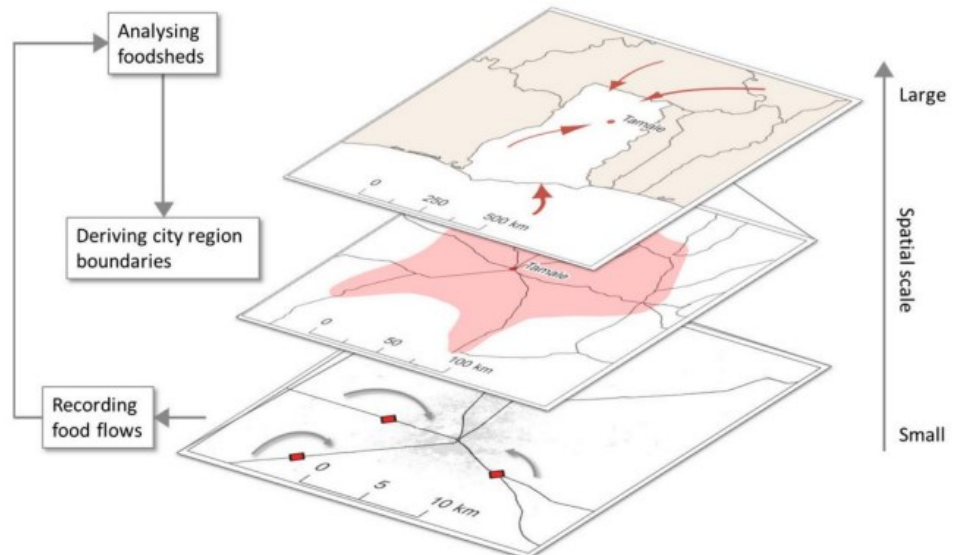 Analysing
foodsheds
Deriving city region
boundaries
Recording
food flows
Tamale
0
250
500 km
Tamale
0
50
100 km
0
5
10 km
Large
Spatial scale
Small